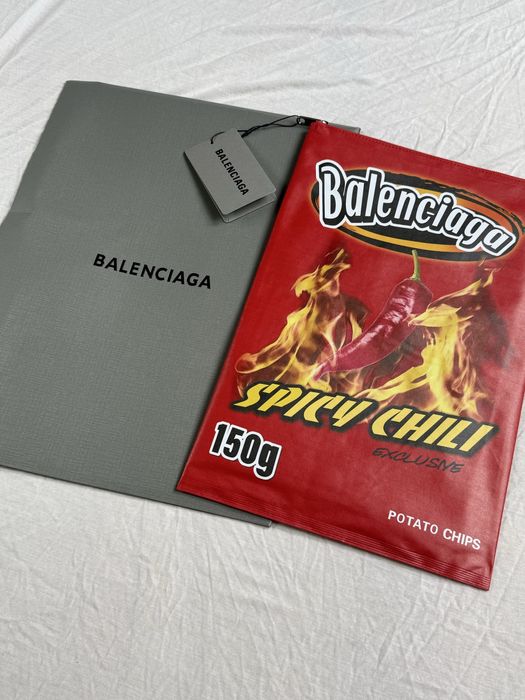 BALENCIAGA
BALENCIAGA
Balenciaga
SPICY CHILI
EXCLUSIVE
150g
POTATO CHIPS